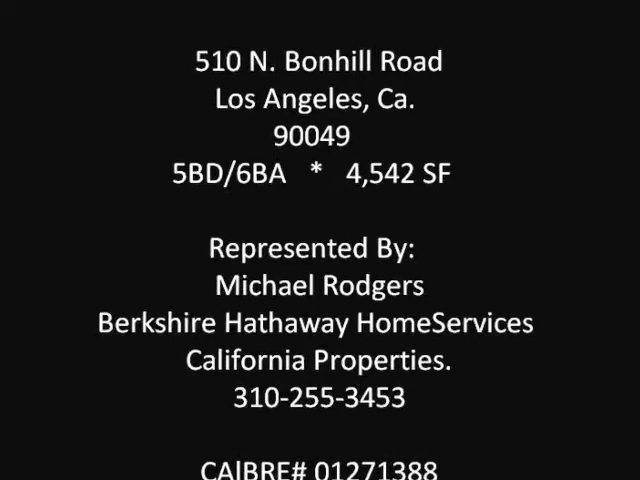 510 N. Bonhill Road
Los Angeles, Ca.
90049
5BD/6BA * 4,542 SF
Represented By:
Michael Rodgers
Berkshire Hathaway HomeServices
California Properties.
310-255-3453
CAlBRE# 01271388